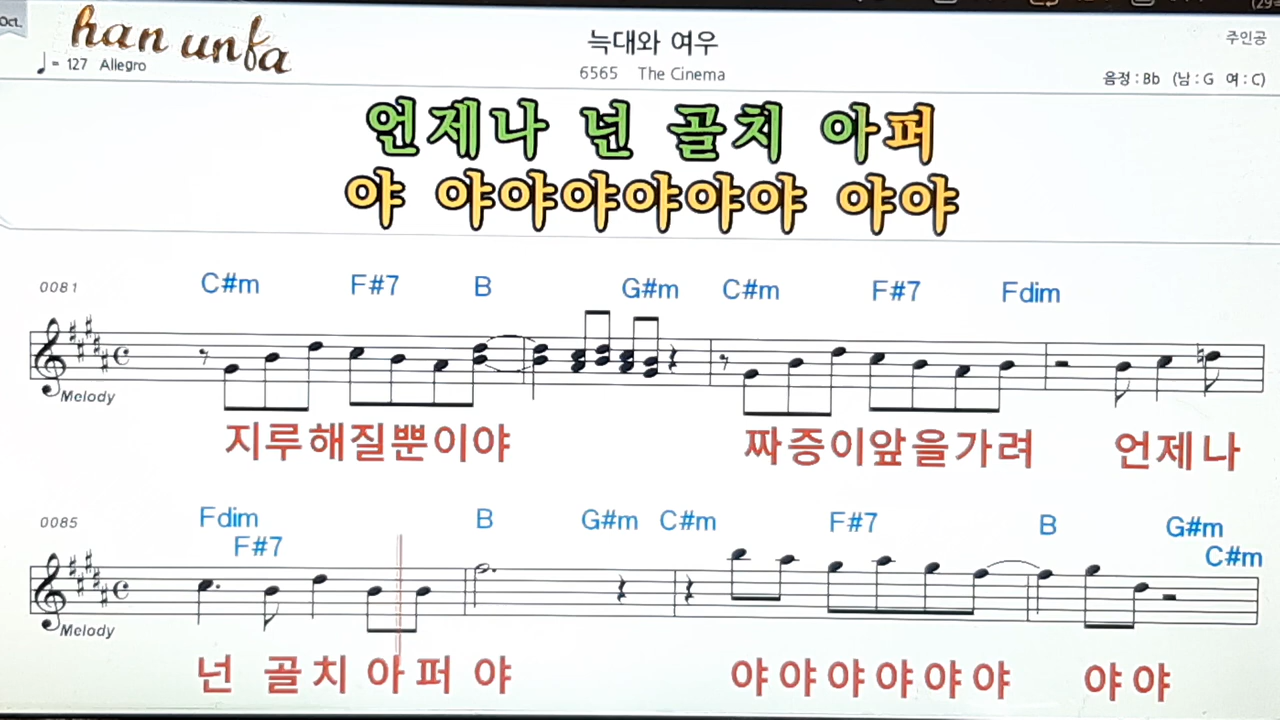 Oct.
han unfa
늑대와 여우
주인공
♩= 127 Allegro
6565 The Cinema
음정 : Bb (남 : G 여 : C)
언제나 넌 골치 아퍼
야 야야야야야야 야야
0081
C#m F#7 B G#m C#m F#7 Fdim
Melody
지루해질뿐이야 짜증이앞을가려 언제나
0085
Fdim F#7 B G#m C#m F#7 B G#m C#m
Melody
넌 골치 아퍼 야 야야야야야야 야야